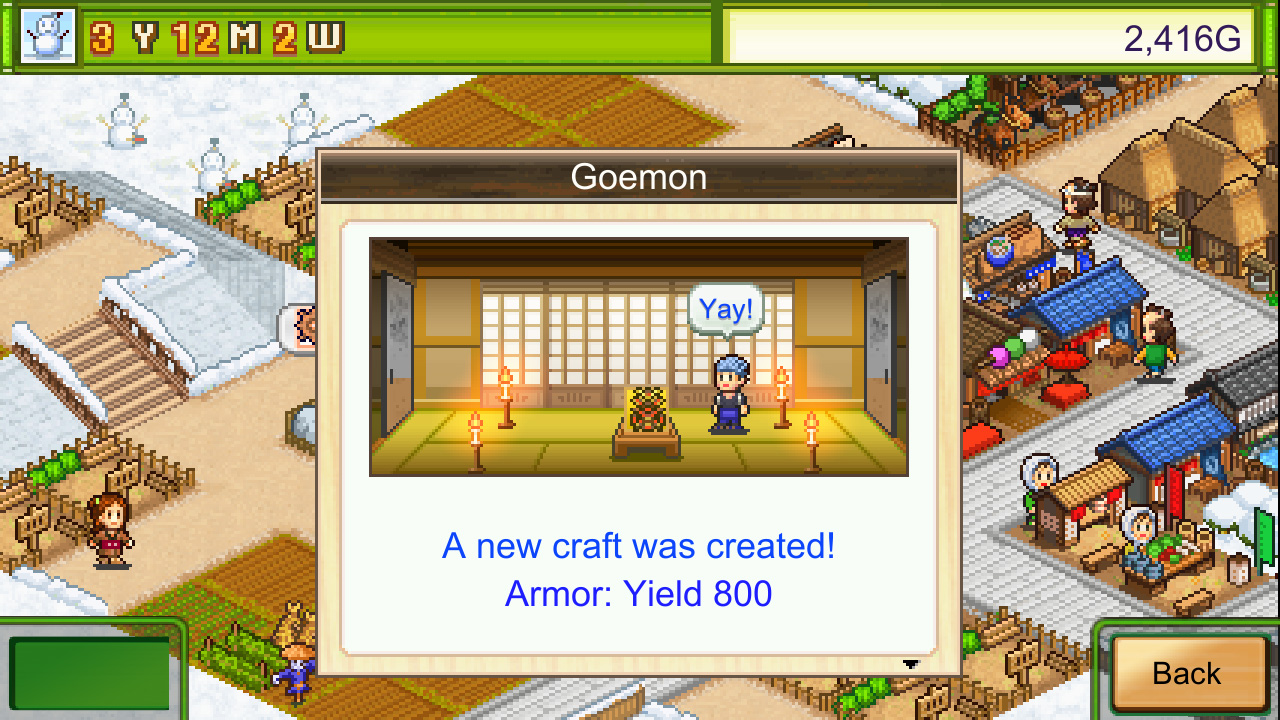 3 Y 12 M 2 W
2,416G
Goemon
Yay!
A new craft was created!
Armor: Yield 800
Back